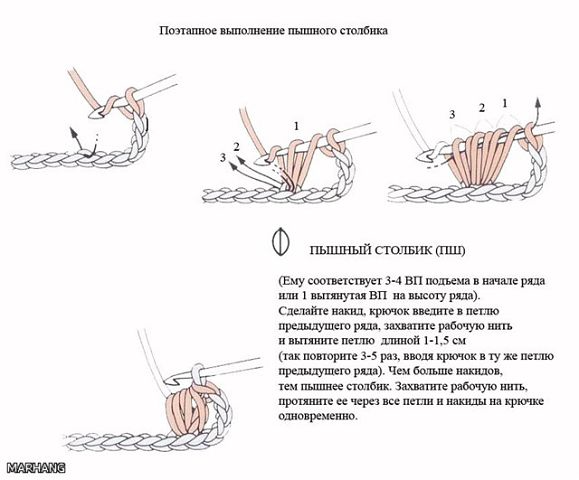 Поэтапное выполнение пышного столбика
1
2
3
3
2
1
ПЫШНЫЙ СТОЛБИК (ПШ)
(Ему соответствует 3-4 ВП подъема в начале ряда
или 1 вытянутая ВП на высоту ряда).
Сделайте накид, крючок введите в петлю
предыдущего ряда, захватите рабочую нить
и вытяните петлю длиной 1-1,5 см
(так повторите 3-5 раз, вводя крючок в ту же петлю
предыдущего ряда). Чем больше накидов,
тем пышнее столбик. Захватите рабочую нить,
протяните ее через все петли и накиды на крючке
одновременно.
MARHANG